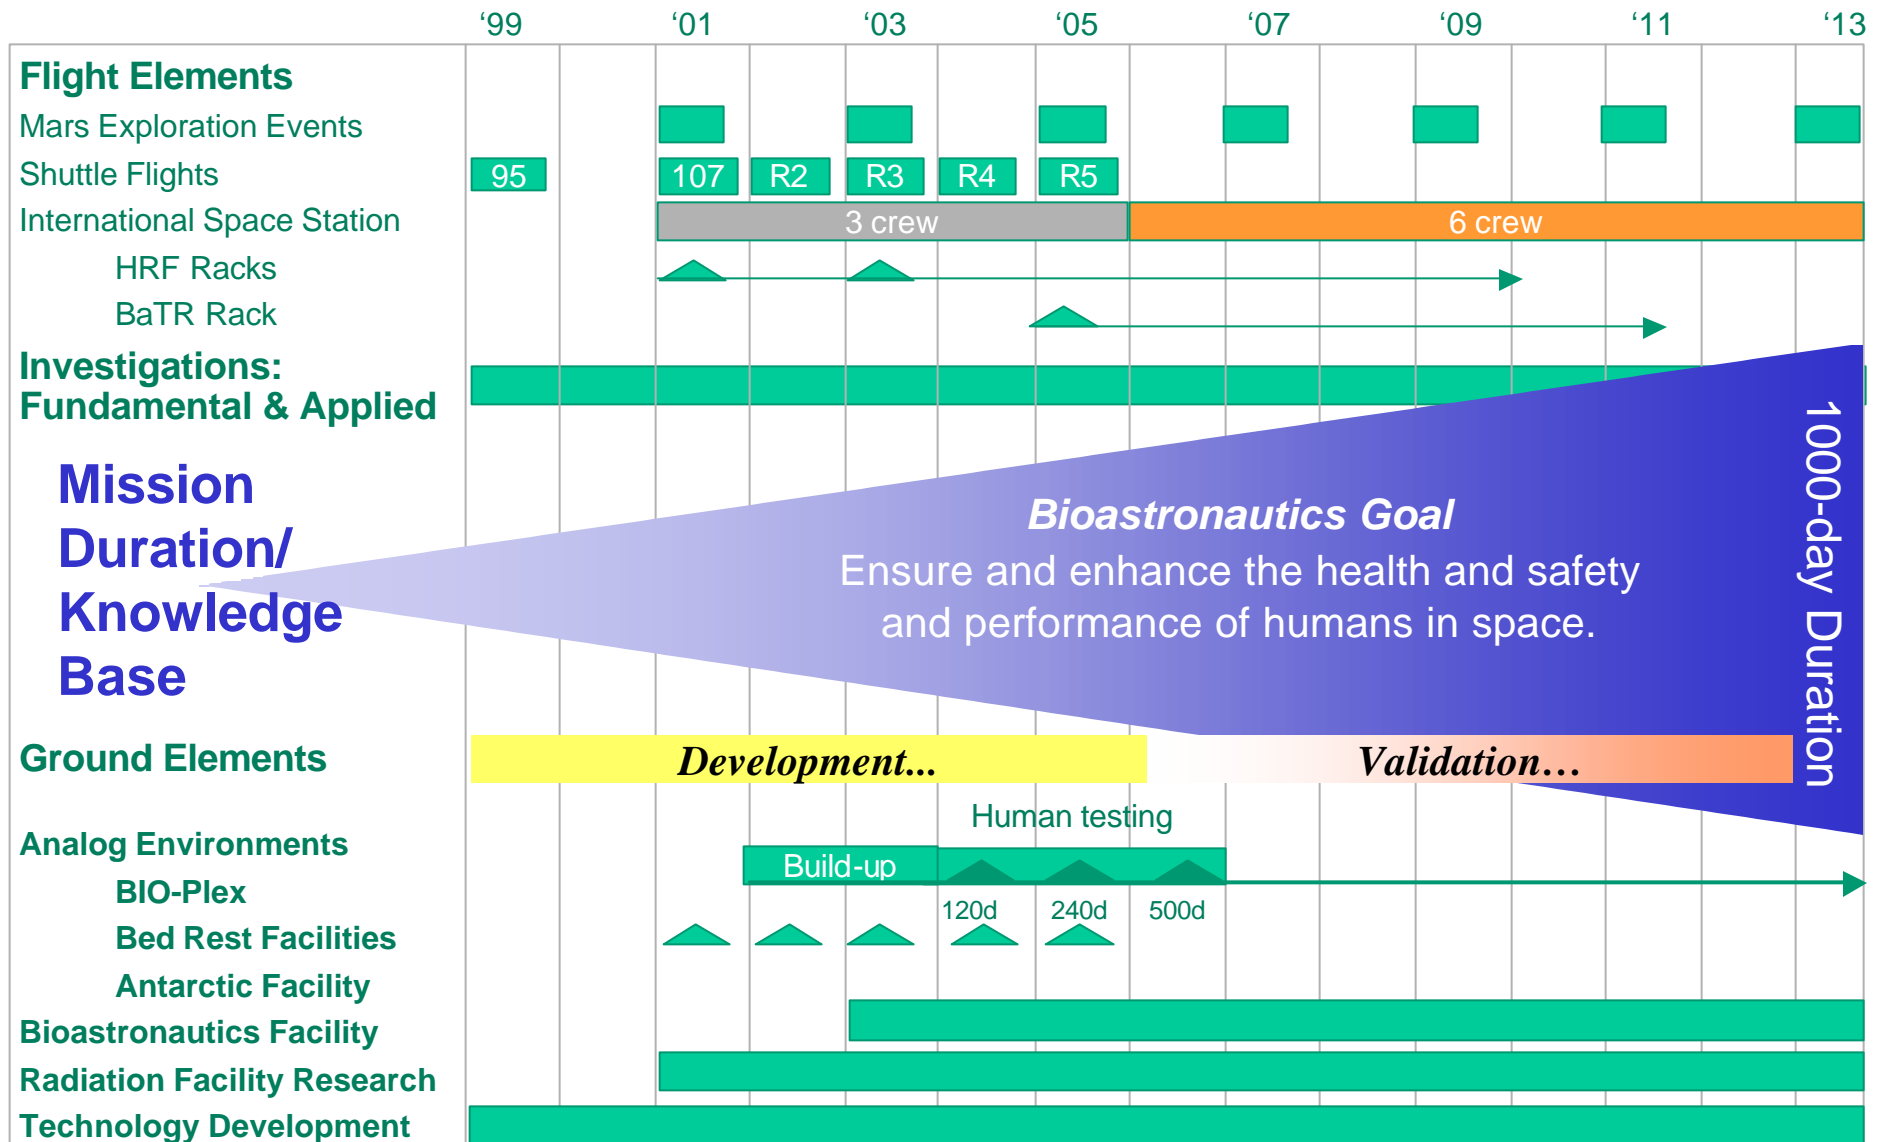 ‘99 ‘01 ‘03 ‘05 ‘07 ‘09 ‘11 ‘13
Flight Elements
Mars Exploration Events
Shuttle Flights 95 107 R2 R3 R4 R5
International Space Station 3 crew 6 crew
HRF Racks
BaTR Rack
Investigations:
Fundamental & Applied
Mission
Duration/
Knowledge
Base
Bioastronautics Goal
Ensure and enhance the health and safety
and performance of humans in space.
1000-day Duration
Ground Elements Development... Validation…
Human testing
Analog Environments
Build-up
BIO-Plex
120d 240d 500d
Bed Rest Facilities
Antarctic Facility
Bioastronautics Facility
Radiation Facility Research
Technology Development